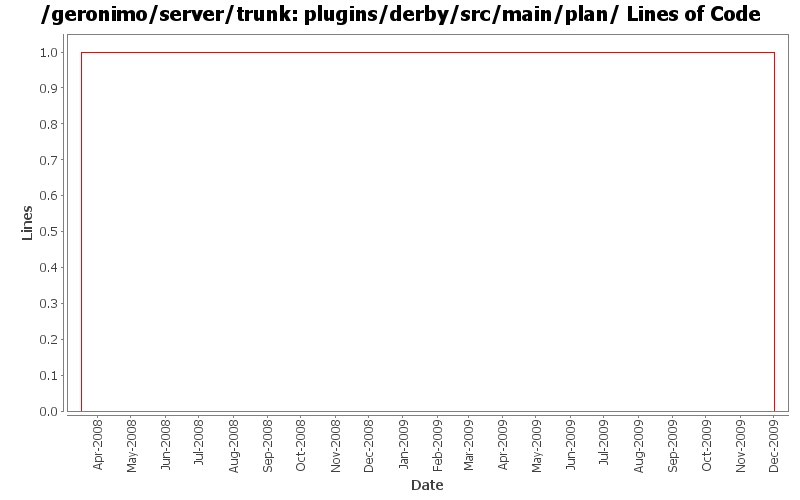 /geronimo/server/trunk: plugins/derby/src/main/plan/ Lines of Code
1.0
0.9
0.8
0.7
0.6
0.5
0.4
0.3
0.2
0.1
0.0
Lines
Apr-2008
May-2008
Jun-2008
Jul-2008
Aug-2008
Sep-2008
Oct-2008
Nov-2008
Dec-2008
Jan-2009
Feb-2009
Mar-2009
Apr-2009
May-2009
Jun-2009
Jul-2009
Aug-2009
Sep-2009
Oct-2009
Nov-2009
Dec-2009
Date